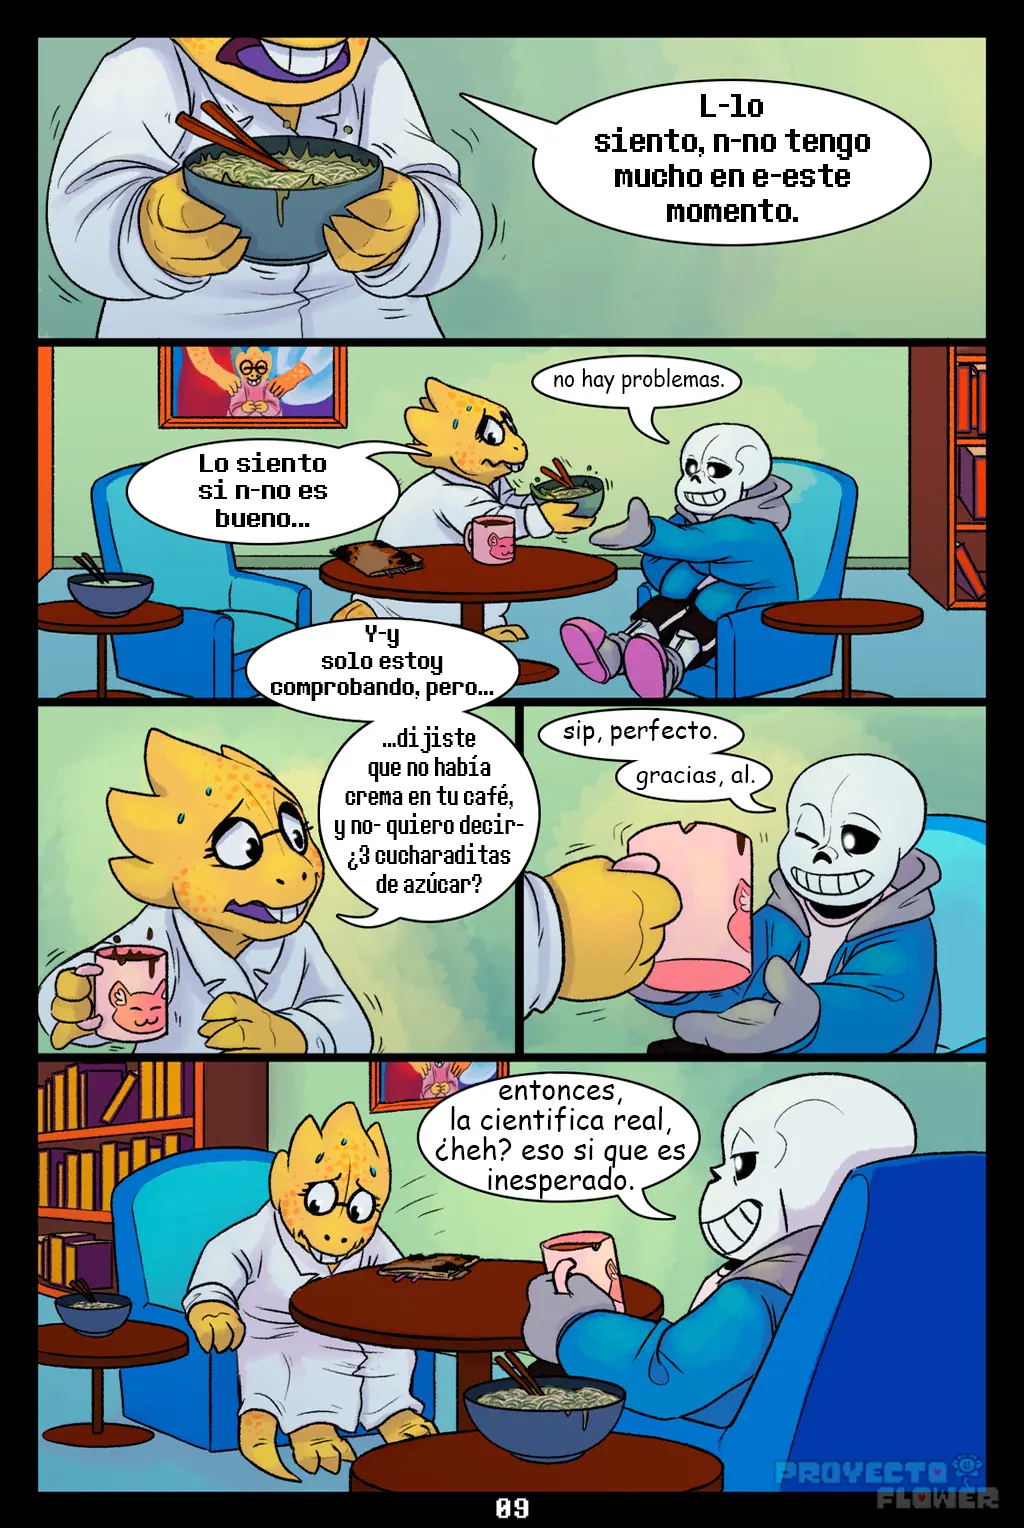 L-lo
siento, n-no tengo
mucho en e-este
momento.
no hay problemas.
Lo siento
si n-no es
bueno...
Y-y
solo estoy
comprobando, pero...
...dijiste
que no había
crema en tu café,
y no- quiero decir-
¿3 cucharaditas
de azúcar?
sip, perfecto.
gracias, al.
entonces,
la cientifica real,
¿heh? eso si que es
inesperado.
PROYECTO
FLOWER
09